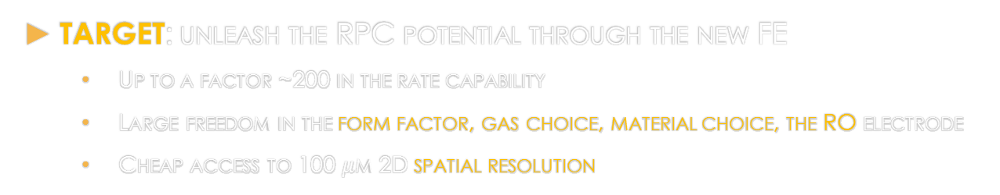 ► TARGET: UNLEASH THE RPC POTENTIAL THROUGH THE NEW FE
• UP TO A FACTOR ~200 IN THE RATE CAPABILITY
• LARGE FREEDOM IN THE FORM FACTOR, GAS CHOICE, MATERIAL CHOICE, THE RO ELECTRODE
• CHEAP ACCESS TO 100 μM 2D SPATIAL RESOLUTION